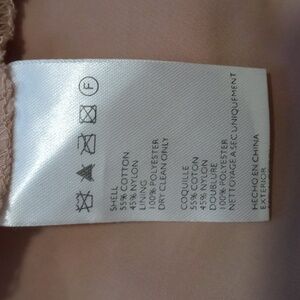 F
SHELL
55% COTTON
45% NYLON
LINING
100% POLYESTER
DRY CLEAN ONLY
COQUILLE
55% COTON
45% NYLON
DOUBLURE
100% POLYESTER
NETTOYAGE A SEC UNIQUEMENT
HECHO EN CHINA
EXTERIOR